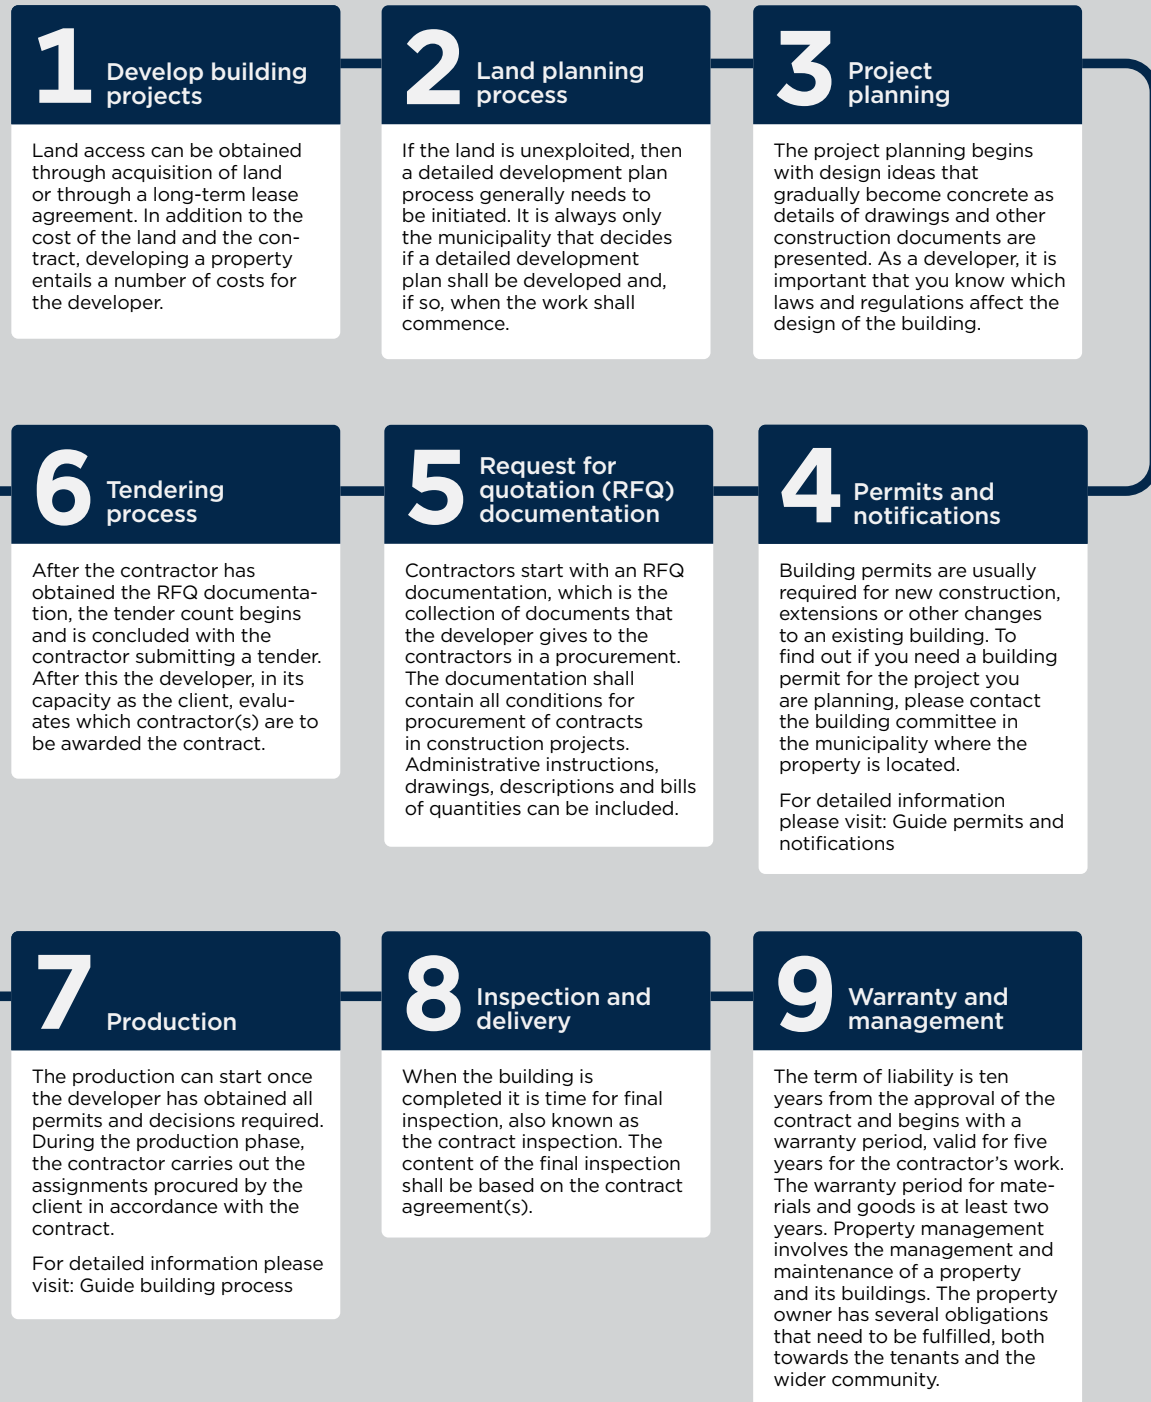 1 Develop building
projects
Land access can be obtained
through acquisition of land
or through a long-term lease
agreement. In addition to the
cost of the land and the con-
tract, developing a property
entails a number of costs for
the developer.
2 Land planning
process
If the land is unexploited, then
a detailed development plan
process generally needs to
be initiated. It is always only
the municipality that decides
if a detailed development
plan shall be developed and,
if so, when the work shall
commence.
3 Project
planning
The project planning begins
with design ideas that
gradually become concrete as
details of drawings and other
construction documents are
presented. As a developer, it is
important that you know which
laws and regulations affect the
design of the building.
4 Permits and
notifications
Building permits are usually
required for new construction,
extensions or other changes
to an existing building. To
find out if you need a building
permit for the project you
are planning, please contact
the building committee in
the municipality where the
property is located.
For detailed information
please visit: Guide permits and
notifications
5 Request for
quotation (RFQ)
documentation
Contractors start with an RFQ
documentation, which is the
collection of documents that
the developer gives to the
contractors in a procurement.
The documentation shall
contain all conditions for
procurement of contracts
in construction projects.
Administrative instructions,
drawings, descriptions and bills
of quantities can be included.
6 Tendering
process
After the contractor has
obtained the RFQ documenta-
tion, the tender count begins
and is concluded with the
contractor submitting a tender.
After this the developer, in its
capacity as the client, evalu-
ates which contractor(s) are to
be awarded the contract.
7 Production
The production can start once
the developer has obtained all
permits and decisions required.
During the production phase,
the contractor carries out the
assignments procured by the
client in accordance with the
contract.
For detailed information please
visit: Guide building process
8 Inspection and
delivery
When the building is
completed it is time for final
inspection, also known as
the contract inspection. The
content of the final inspection
shall be based on the contract
agreement(s).
9 Warranty and
management
The term of liability is ten
years from the approval of the
contract and begins with a
warranty period, valid for five
years for the contractor's work.
The warranty period for mate-
rials and goods is at least two
years. Property management
involves the management and
maintenance of a property
and its buildings. The property
owner has several obligations
that need to be fulfilled, both
towards the tenants and the
wider community.